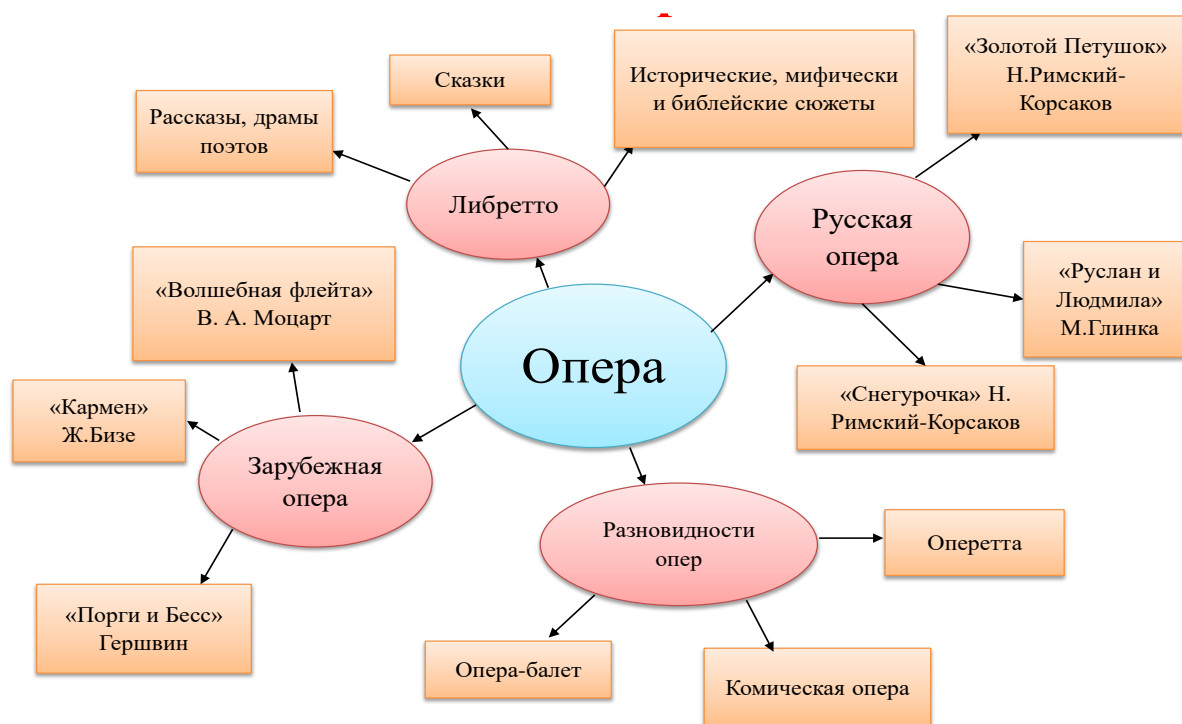 «Золотой Петушок»
Н.Римский-
Корсаков
Сказки
Исторические, мифически
и библейские сюжеты
Рассказы, драмы
поэтов
Либретто
Русская
опера
«Волшебная флейта»
В. А. Моцарт
«Руслан и
Людмила»
М.Глинка
Опера
«Кармен»
Ж.Бизе
«Снегурочка» Н.
Римский-Корсаков
Зарубежная
опера
Разновидности
опер
Оперетта
«Порги и Бесс»
Гершвин
Опера-балет
Комическая опера